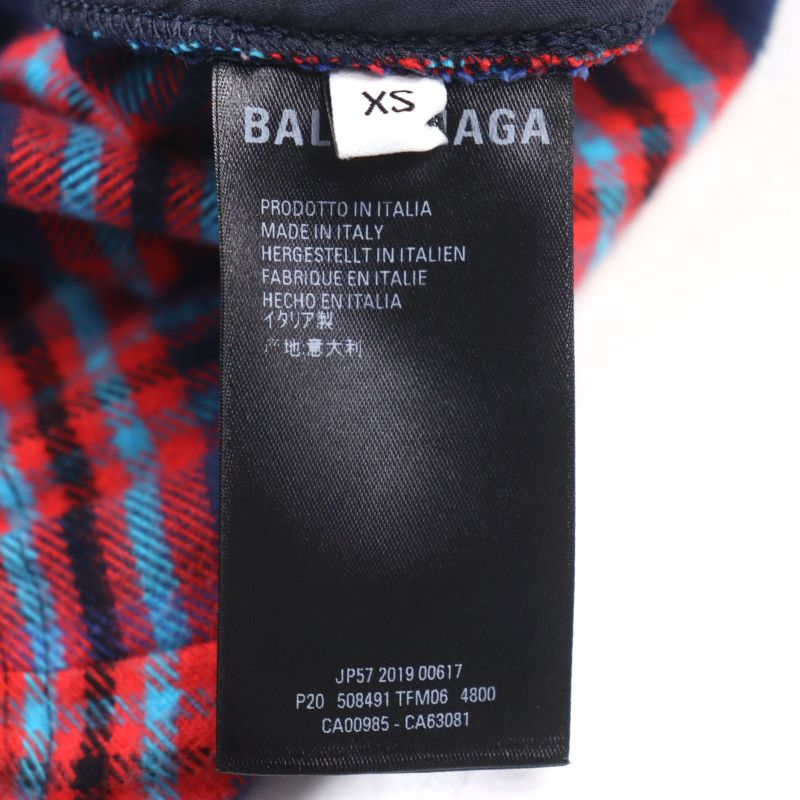 XS
BAL NAGA
PRODOTTO IN ITALIA
MADE IN ITALY
HERGESTELLT IN ITALIEN
FABRIQUE EN ITALIE
HECHO EN ITALIA
イタリア製
产地:意大利
JP57 2019 00617
P20 508491 TFM06 4800
CA00985 - CA63081